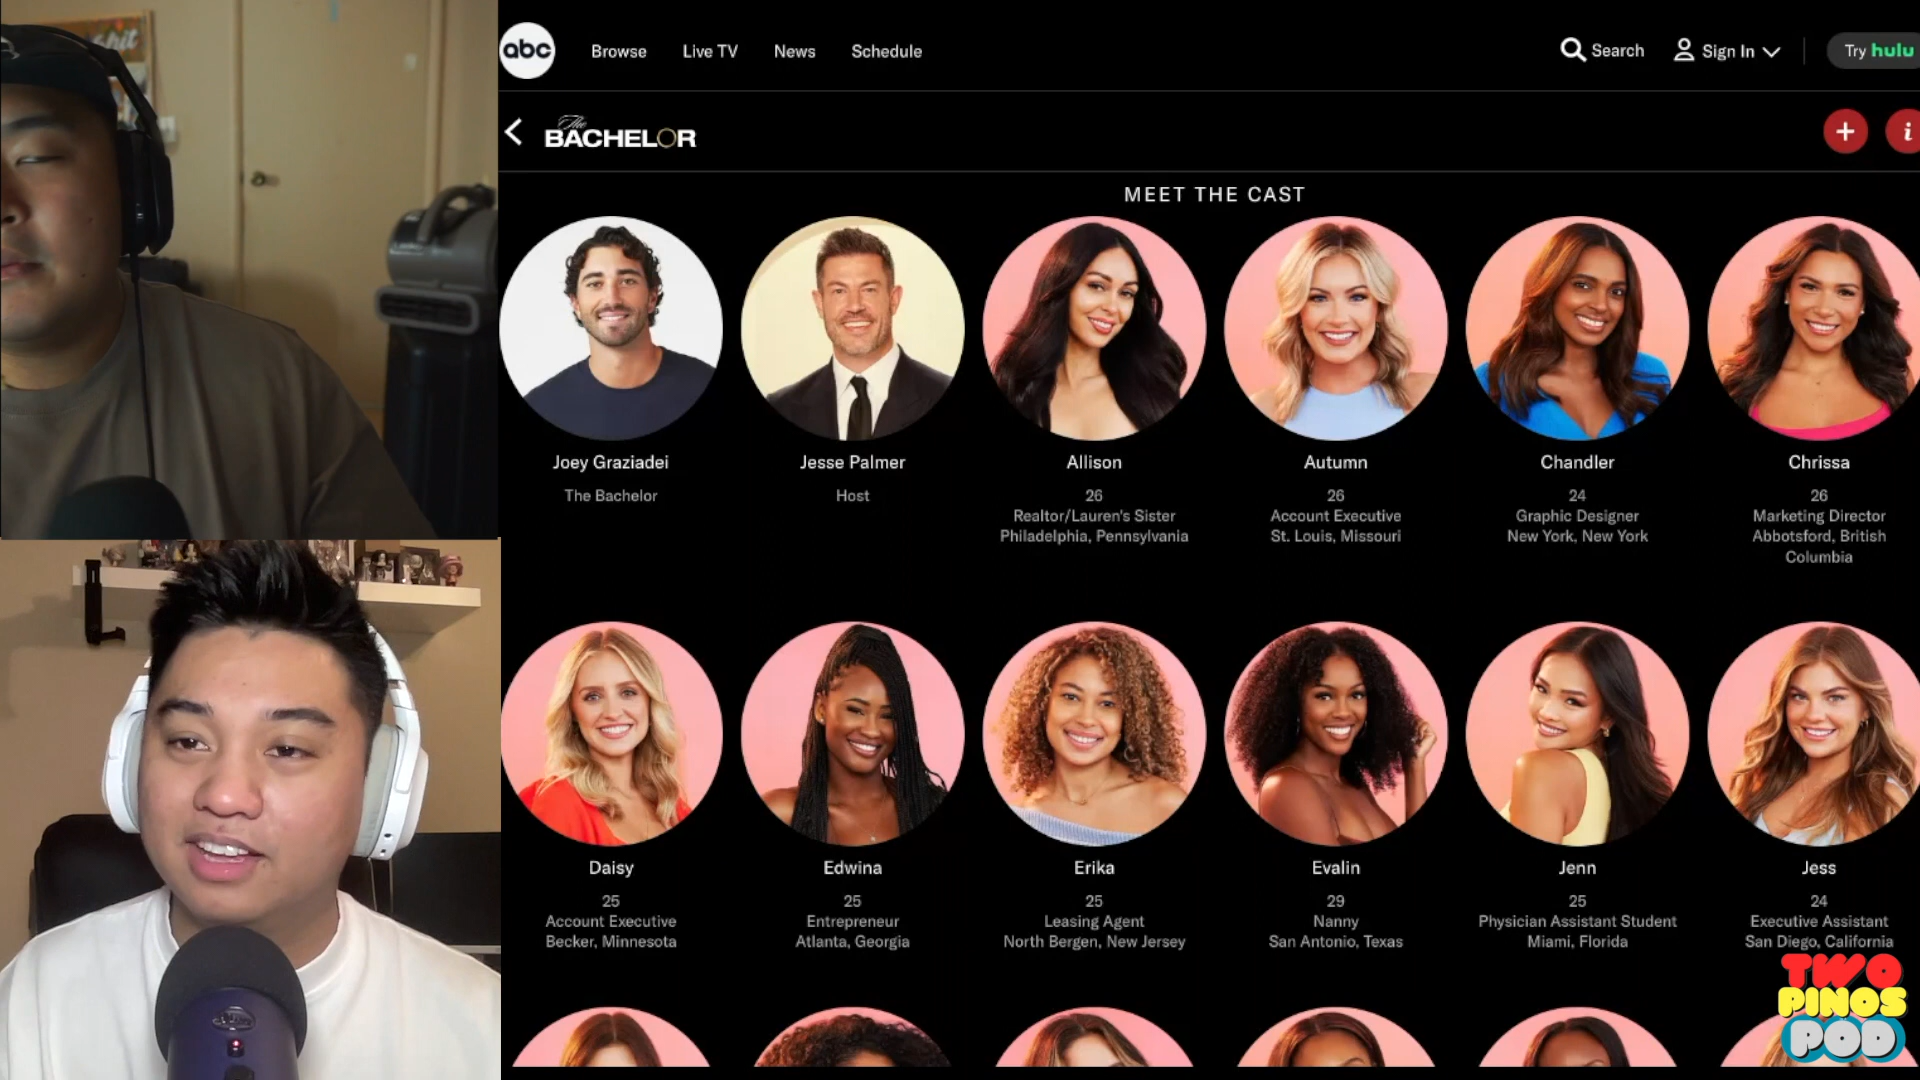 abc
Browse
Live TV
News
Schedule
Search
Sign In
Try hulu
The
BACHELOR
MEET THE CAST
Joey Graziadei
The Bachelor
Jesse Palmer
Host
Allison
26
Realtor/Lauren's Sister
Philadelphia, Pennsylvania
Autumn
26
Account Executive
St. Louis, Missouri
Chandler
24
Graphic Designer
New York, New York
Chrissa
26
Marketing Director
Abbotsford, British
Columbia
Daisy
25
Account Executive
Becker, Minnesota
Edwina
25
Entrepreneur
Atlanta, Georgia
Erika
25
Leasing Agent
North Bergen, New Jersey
Evalin
29
Nanny
San Antonio, Texas
Jenn
25
Physician Assistant Student
Miami, Florida
Jess
24
Executive Assistant
San Diego, California
TWO
PINOS
POD